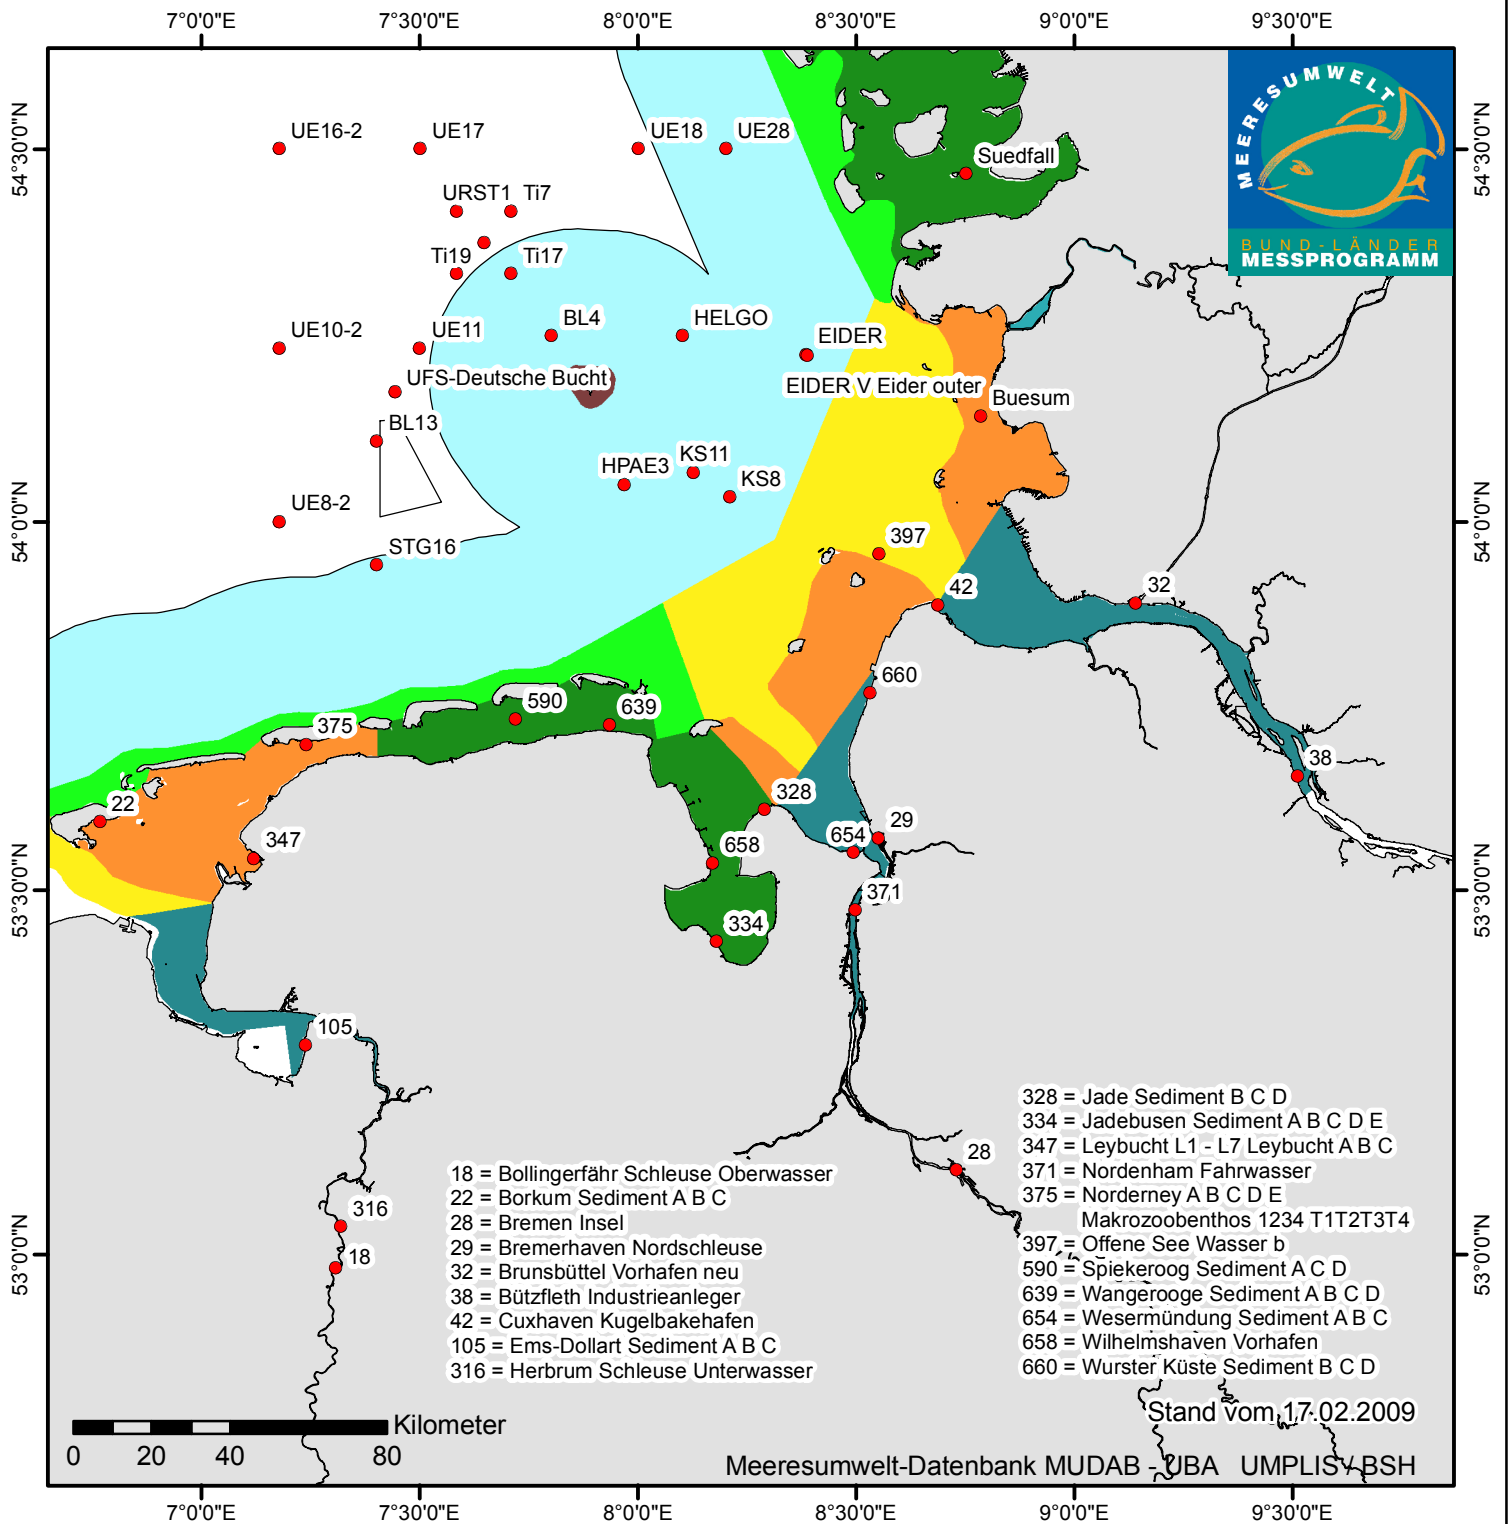 7°0'0"E
7°30'0"E
8°0'0"E
8°30'0"E
9°0'0"E
9°30'0"E
54°30'0"N
54°0'0"N
53°30'0"N
53°0'0"N
54°30'0"N
54°0'0"N
53°30'0"N
53°0'0"N
MEERESUMWELT
BUND-LÄNDER
MESSPROGRAMM
UE16-2
UE17
UE18
UE28
Suedfall
URST1
Ti7
Ti19
Ti17
UE10-2
UE11
BL4
HELGO
EIDER
UFS-Deutsche Bucht
EIDER V Eider outer
Buesum
BL13
HPAE3
KS11
KS8
UE8-2
STG16
397
42
32
660
590
639
375
38
22
328
29
347
658
654
371
334
105
28
316
18
18 = Bollingerfähr Schleuse Oberwasser
22 = Borkum Sediment A B C
28 = Bremen Insel
29 = Bremerhaven Nordschleuse
32 = Brunsbüttel Vorhafen neu
38 = Bützfleth Industrieanleger
42 = Cuxhaven Kugelbakehafen
105 = Ems-Dollart Sediment A B C
316 = Herbrum Schleuse Unterwasser
328 = Jade Sediment B C D
334 = Jadebusen Sediment A B C D E
347 = Leybucht L1 - L7 Leybucht A B C
371 = Nordenham Fahrwasser
375 = Norderney A B C D E
Makrozoobenthos 1234 T1T2T3T4
397 = Offene See Wasser b
590 = Spiekeroog Sediment A C D
639 = Wangerooge Sediment A B C D
654 = Wesermündung Sediment A B C
658 = Wilhelmshaven Vorhafen
660 = Wurster Küste Sediment B C D
Stand vom 17.02.2009
Kilometer
0 20 40 80
Meeresumwelt-Datenbank MUDAB - UBA UMPLIS / BSH
7°0'0"E
7°30'0"E
8°0'0"E
8°30'0"E
9°0'0"E
9°30'0"E